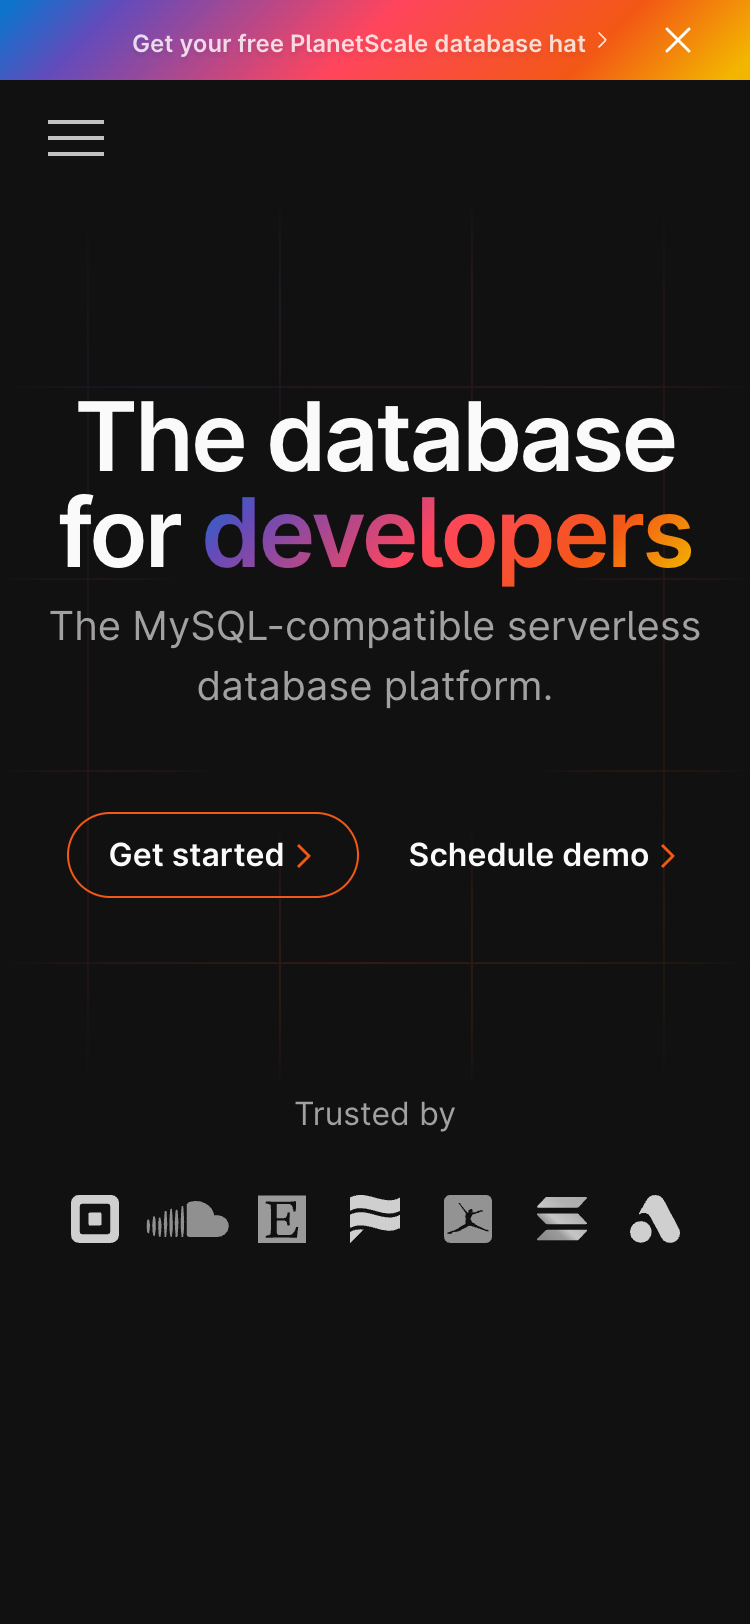 Get your free PlanetScale database hat
The database
for developers
The MySQL-compatible serverless
database platform.
Get started
Schedule demo
Trusted by
E